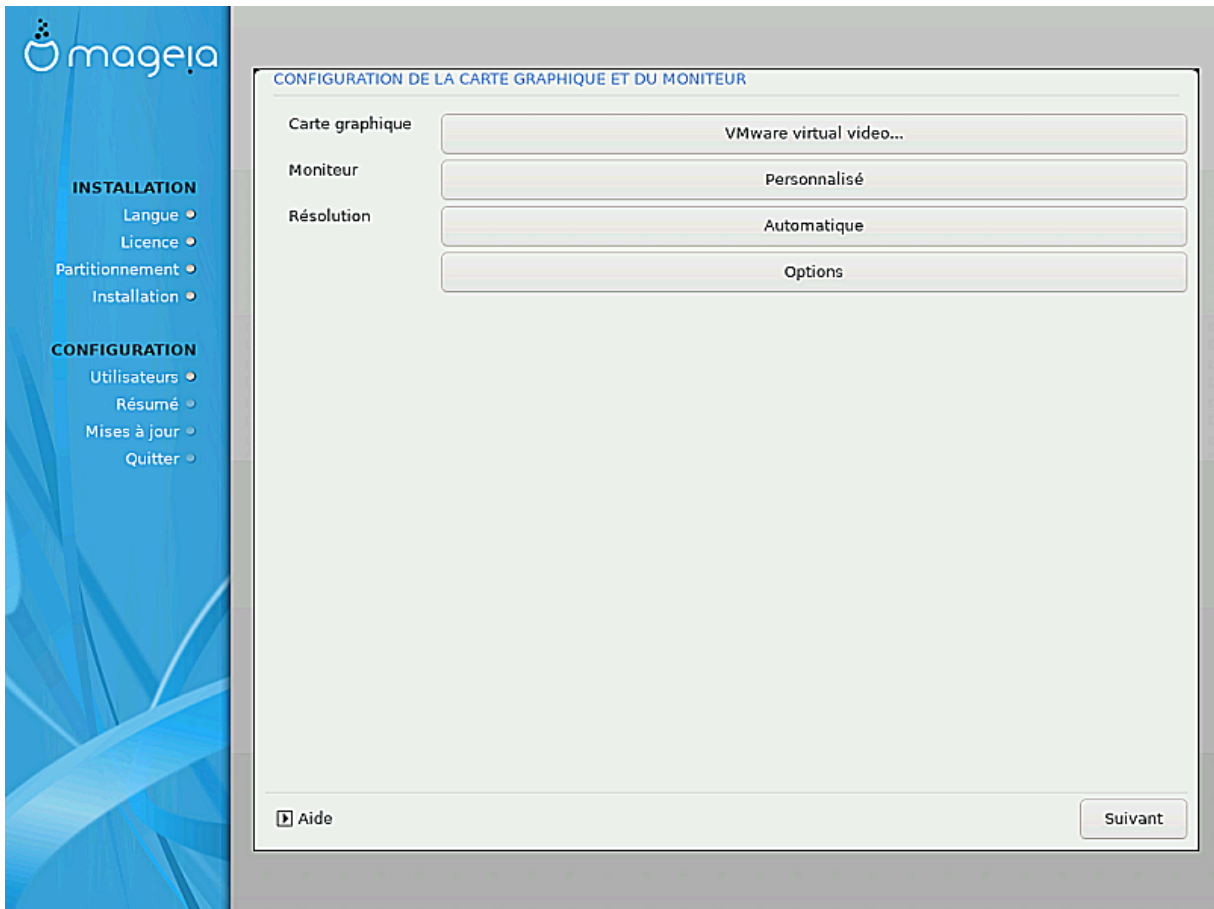 mageia
INSTALLATION
Langue
Licence
Partitionnement
Installation
CONFIGURATION
Utilisateurs
Résumé
Mises à jour
Quitter
CONFIGURATION DE LA CARTE GRAPHIQUE ET DU MONITEUR
Carte graphique
VMware virtual video...
Moniteur
Personnalisé
Résolution
Automatique
Options
Aide
Suivant